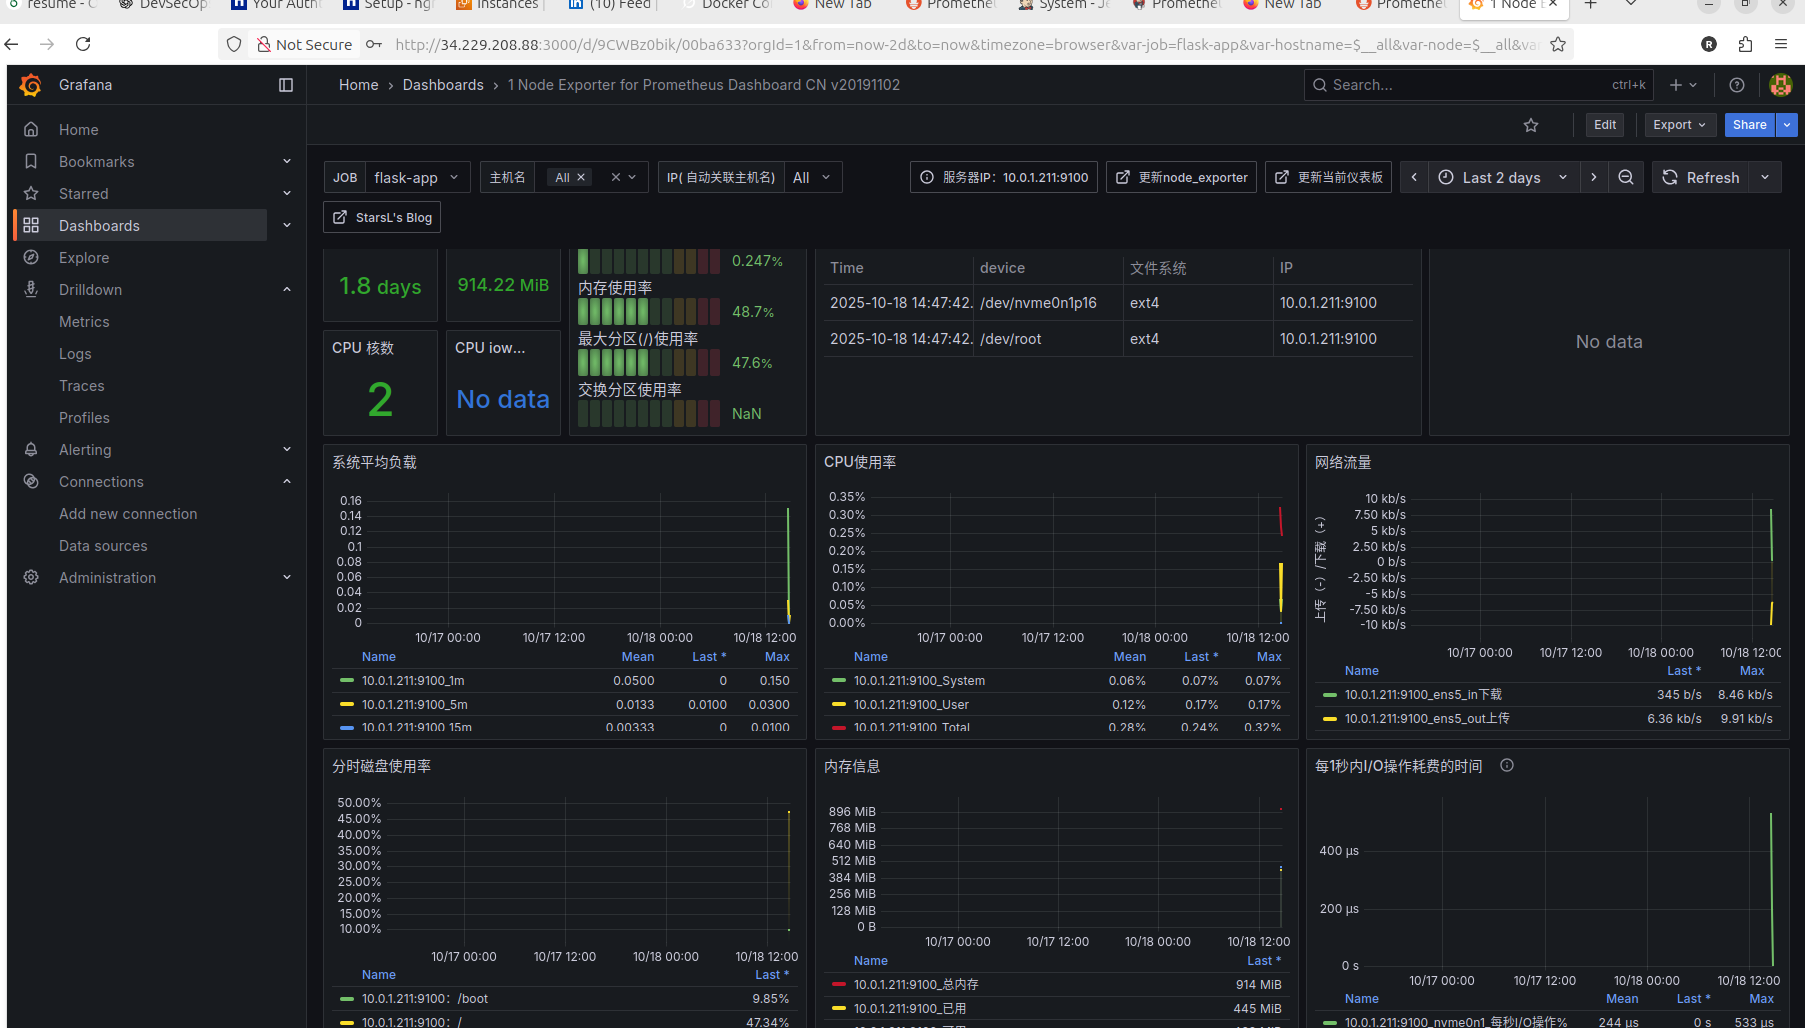 resume - C
DevSecOp
Your Auth
Setup - ng
Instances
(10) Feed
Docker Co
New Tab
Prometheu
System - Je
Prometheu
New Tab
Prometheu
1 Node E
Not Secure
http://34.229.208.88:3000/d/9CWBz0bik/00ba633?orgId=1&from=now-2d&to=now&timezone=browser&var-job=flask-app&var-hostname=$__all&var-node=$__all&va
Grafana
Home › Dashboards › 1 Node Exporter for Prometheus Dashboard CN v20191102
Search... ctrl+k
Edit
Export
Share
Home
Bookmarks
Starred
Dashboards
Explore
Drilldown
Metrics
Logs
Traces
Profiles
Alerting
Connections
Add new connection
Data sources
Administration
JOB flask-app
主机名 All
IP( 自动关联主机名) All
服务器IP：10.0.1.211:9100
更新node_exporter
更新当前仪表板
Last 2 days
Refresh
StarsL's Blog
1.8 days
914.22 MiB
CPU 核数
2
CPU iow...
No data
0.247%
内存使用率
48.7%
最大分区(/)使用率
47.6%
交换分区使用率
NaN
Time device 文件系统 IP
2025-10-18 14:47:42. /dev/nvme0n1p16 ext4 10.0.1.211:9100
2025-10-18 14:47:42. /dev/root ext4 10.0.1.211:9100
No data
系统平均负载
0.16
0.14
0.12
0.1
0.08
0.06
0.04
0.02
0
10/17 00:00 10/17 12:00 10/18 00:00 10/18 12:00
Name Mean Last * Max
10.0.1.211:9100_1m 0.0500 0 0.150
10.0.1.211:9100_5m 0.0133 0.0100 0.0300
10.0.1.211:9100_15m 0.00333 0 0.0100
CPU使用率
0.35%
0.30%
0.25%
0.20%
0.15%
0.10%
0.05%
0.00%
10/17 00:00 10/17 12:00 10/18 00:00 10/18 12:00
Name Mean Last * Max
10.0.1.211:9100_System 0.06% 0.07% 0.07%
10.0.1.211:9100_User 0.12% 0.17% 0.17%
10.0.1.211:9100_Total 0.28% 0.24% 0.32%
网络流量
上传（-）/下载（+）
10 kb/s
7.50 kb/s
5 kb/s
2.50 kb/s
0 b/s
-2.50 kb/s
-5 kb/s
-7.50 kb/s
-10 kb/s
10/17 00:00 10/17 12:00 10/18 00:00 10/18 12:00
Name Last * Max
10.0.1.211:9100_ens5_in下载 345 b/s 8.46 kb/s
10.0.1.211:9100_ens5_out上传 6.36 kb/s 9.91 kb/s
分时磁盘使用率
50.00%
45.00%
40.00%
35.00%
30.00%
25.00%
20.00%
15.00%
10.00%
10/17 00:00 10/17 12:00 10/18 00:00 10/18 12:00
Name Last *
10.0.1.211:9100：/boot 9.85%
10.0.1.211:9100：/ 47.34%
内存信息
896 MiB
768 MiB
640 MiB
512 MiB
384 MiB
256 MiB
128 MiB
0 B
10/17 00:00 10/17 12:00 10/18 00:00 10/18 12:00
Name Last *
10.0.1.211:9100_总内存 914 MiB
10.0.1.211:9100_已用 445 MiB
每1秒内I/O操作耗费的时间
400 µs
200 µs
0 s
10/17 00:00 10/17 12:00 10/18 00:00 10/18 12:00
Name Mean Last * Max
10.0.1.211:9100_nvme0n1_每秒I/O操作% 244 µs 0 s 533 µs